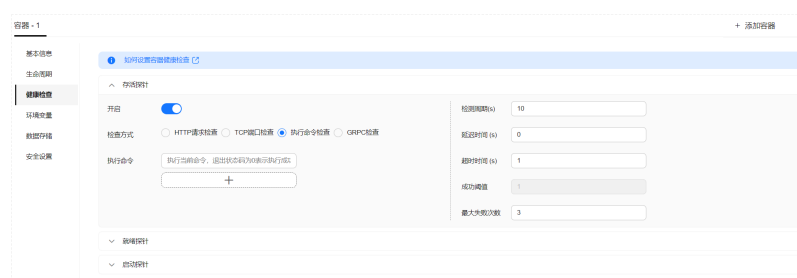 容器 - 1
+ 添加容器
基本信息
生命周期
健康检查
环境变量
数据存储
安全设置
如何设置容器健康检查
存活探针
开启
检查方式
HTTP请求检查
TCP端口检查
执行命令检查
GRPC检查
执行命令
执行当前命令，退出状态码为0表示执行成
检测周期(s)
10
延迟时间 (s)
0
超时时间 (s)
1
成功阈值
1
最大失败次数
3
就绪探针
启动探针